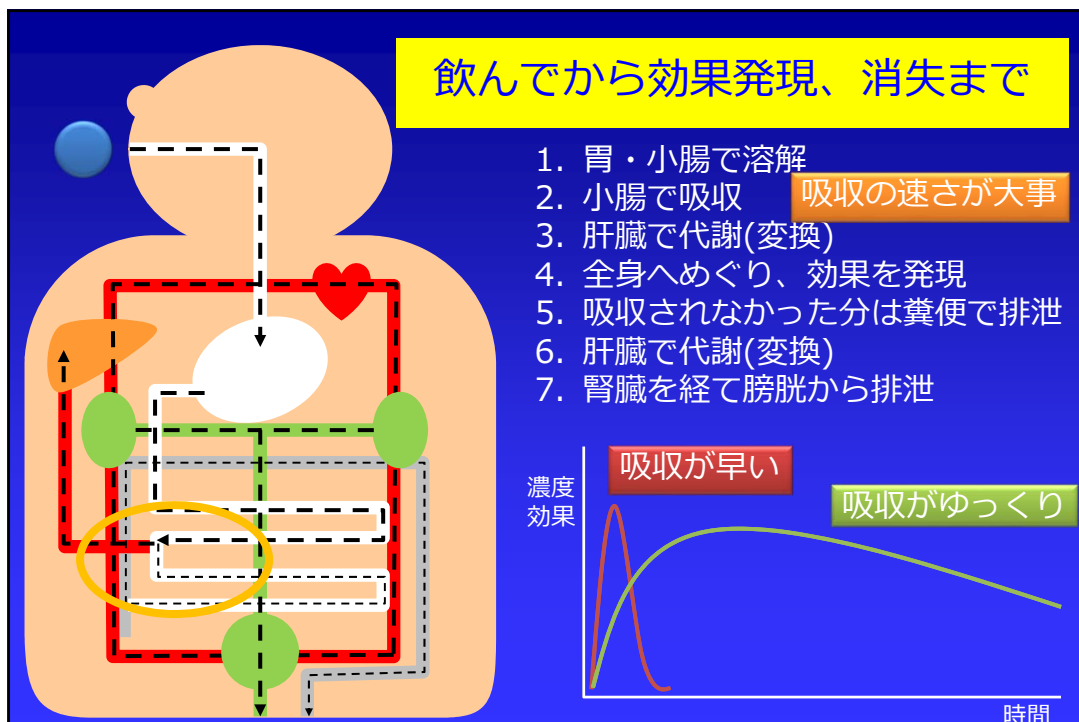 飲んでから効果発現、消失まで
1. 胃・小腸で溶解
2. 小腸で吸収
吸収の速さが大事
3. 肝臓で代謝(変換)
4. 全身へめぐり、効果を発現
5. 吸収されなかった分は糞便で排泄
6. 肝臓で代謝(変換)
7. 腎臓を経て膀胱から排泄
吸収が早い
濃度
効果
吸収がゆっくり
時間